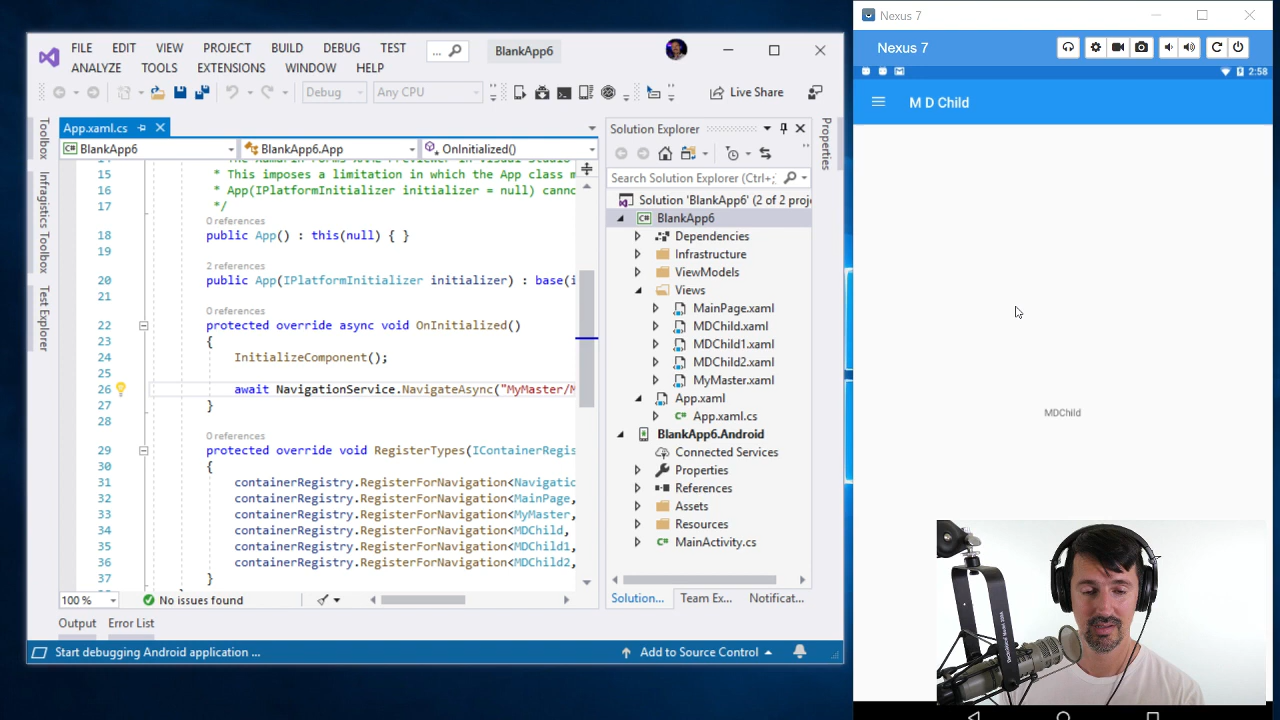 FILE EDIT VIEW PROJECT BUILD DEBUG TEST
ANALYZE TOOLS EXTENSIONS WINDOW HELP
... BlankApp6
Debug Any CPU Live Share
Toolbox
Infragistics Toolbox
Test Explorer
App.xaml.cs
BlankApp6 BlankApp6.App OnInitialized()
15 * This imposes a limitation in which the App class m
16 * App(IPlatformInitializer initializer = null) canno
17 */
0 references
18 public App() : this(null) { }
19
2 references
20 public App(IPlatformInitializer initializer) : base(i
21
0 references
22 protected override async void OnInitialized()
23 {
24 InitializeComponent();
25
26 await NavigationService.NavigateAsync("MyMaster/M
27 }
28
0 references
29 protected override void RegisterTypes(IContainerRegis
30 {
31 containerRegistry.RegisterForNavigation<Navigatio
32 containerRegistry.RegisterForNavigation<MainPage,
33 containerRegistry.RegisterForNavigation<MyMaster,
34 containerRegistry.RegisterForNavigation<MDChild,
35 containerRegistry.RegisterForNavigation<MDChild1,
36 containerRegistry.RegisterForNavigation<MDChild2,
37 }
100 % No issues found
Output Error List
Start debugging Android application ... Add to Source Control
Solution Explorer
Search Solution Explorer (Ctrl+;
Solution 'BlankApp6' (2 of 2 proj
BlankApp6
Dependencies
Infrastructure
ViewModels
Views
MainPage.xaml
MDChild.xaml
MDChild1.xaml
MDChild2.xaml
MyMaster.xaml
App.xaml
App.xaml.cs
BlankApp6.Android
Connected Services
Properties
References
Assets
Resources
MainActivity.cs
Solution... Team Ex... Notificat...
Properties
Nexus 7
Nexus 7
2:58
M D Child
MDChild